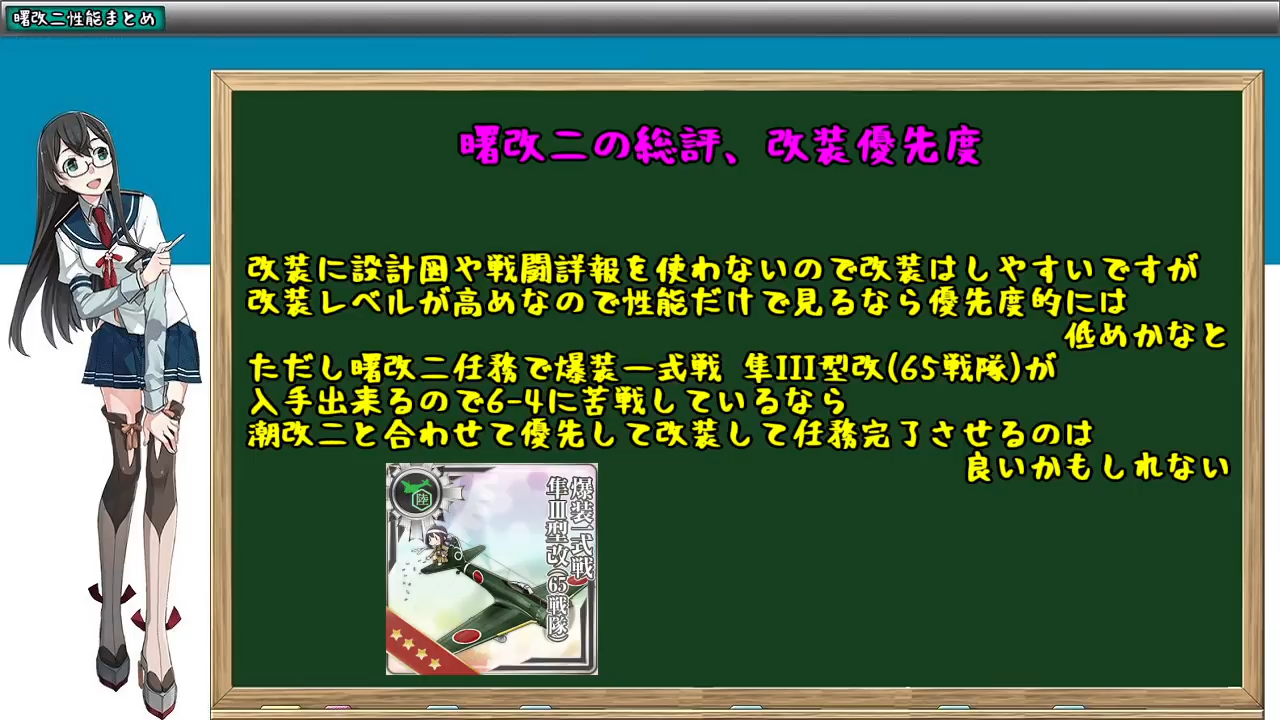 曙改二性能まとめ
曙改二の総評、改装優先度
改装に設計図や戦闘詳報を使わないので改装はしやすいですが
改装レベルが高めなので性能だけで見るなら優先度的には
低めかなと
ただし曙改二任務で爆装一式戦 隼III型改(65戦隊)が
入手出来るので6-4に苦戦しているなら
潮改二と合わせて優先して改装して任務完了させるのは
良いかもしれない
陸
爆装一式戦
隼III型改(65戦隊)